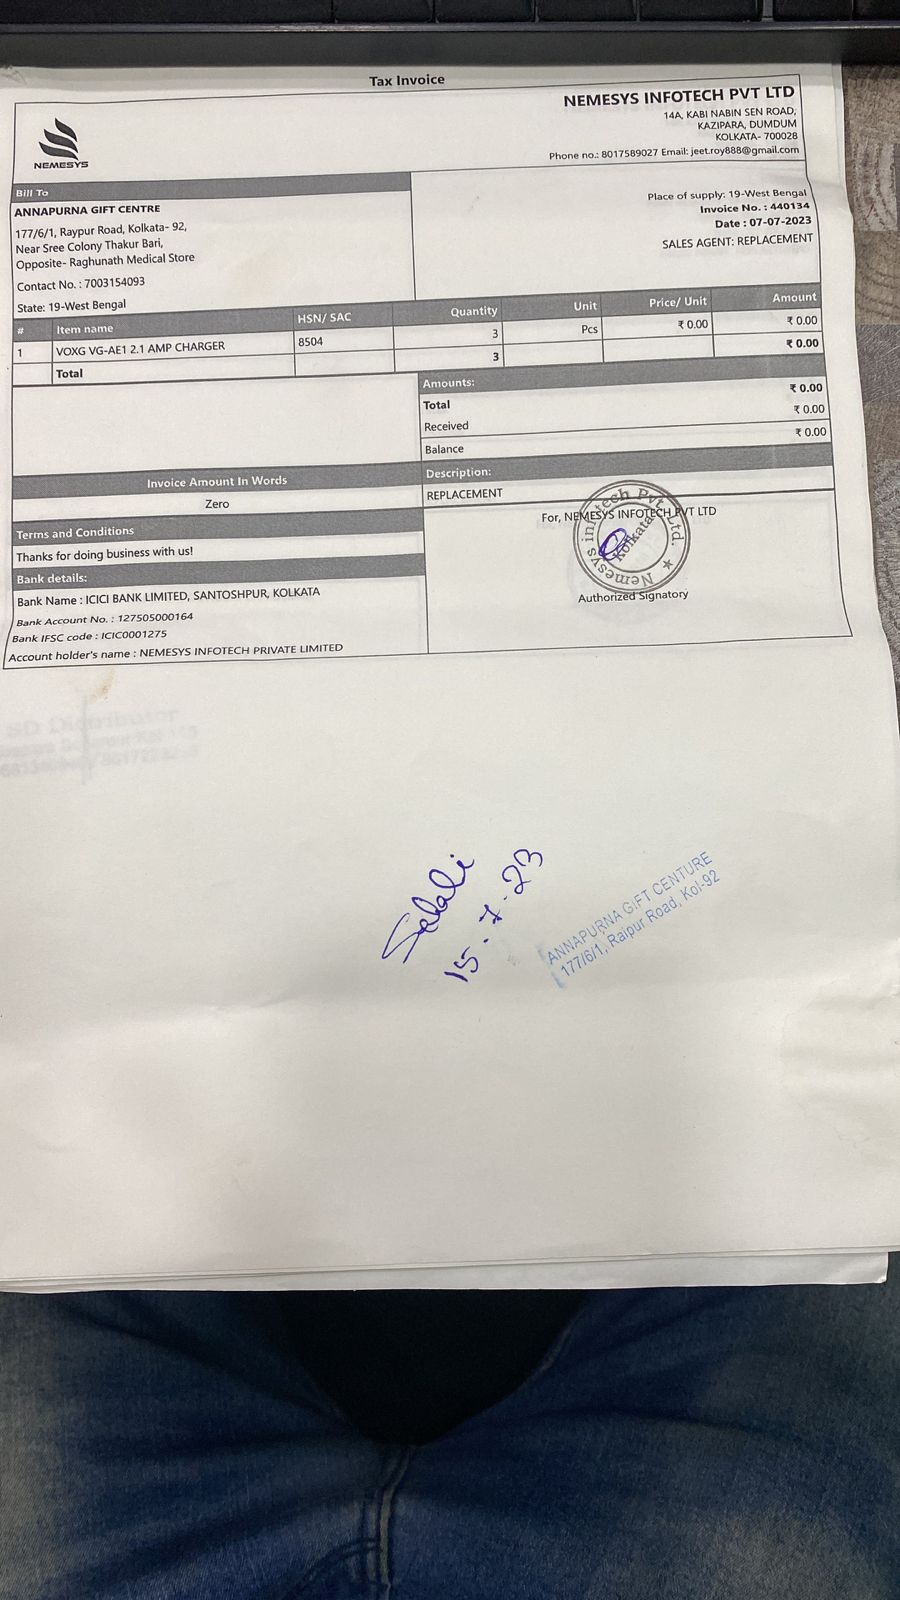 Tax Invoice
NEMESYS
NEMESYS INFOTECH PVT LTD
14A, KABI NABIN SEN ROAD,
KAZIPARA, DUMDUM
KOLKATA- 700028
Phone no.: 8017589027 Email: jeet.roy888@gmail.com
Bill To
ANNAPURNA GIFT CENTRE
177/6/1, Raypur Road, Kolkata- 92,
Near Sree Colony Thakur Bari,
Opposite- Raghunath Medical Store
Contact No. : 7003154093
State: 19-West Bengal
Place of supply: 19-West Bengal
Invoice No. : 440134
Date : 07-07-2023
SALES AGENT: REPLACEMENT
# Item name HSN/ SAC Quantity Unit Price/ Unit Amount
1 VOXG VG-AE1 2.1 AMP CHARGER 8504 3 Pcs ₹ 0.00 ₹ 0.00
Total 3 ₹ 0.00
Amounts:
Total ₹ 0.00
Received ₹ 0.00
Balance ₹ 0.00
Invoice Amount In Words
Zero
Description:
REPLACEMENT
Terms and Conditions
Thanks for doing business with us!
Bank details:
Bank Name : ICICI BANK LIMITED, SANTOSHPUR, KOLKATA
Bank Account No. : 127505000164
Bank IFSC code : ICIC0001275
Account holder's name : NEMESYS INFOTECH PRIVATE LIMITED
For, NEMESYS INFOTECH PVT LTD
Nemesys infotech Pvt. Ltd.
Kolkata
Authorized Signatory
SD Distributor
15-7-23
ANNAPURNA GIFT CENTURE
177/6/1, Raipur Road, Kol-92